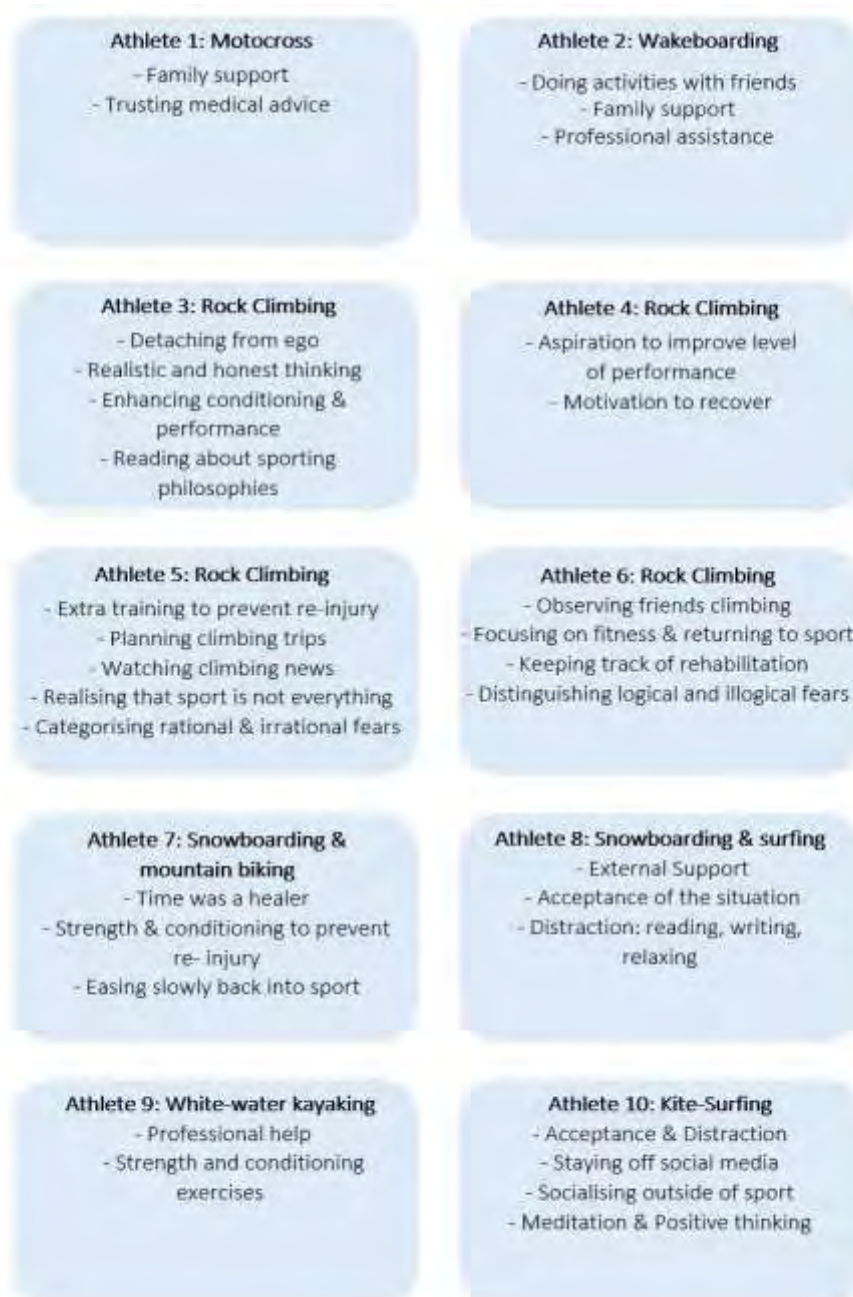 Athlete 1: Motocross
- Family support
- Trusting medical advice
Athlete 2: Wakeboarding
- Doing activities with friends
- Family support
- Professional assistance
Athlete 3: Rock Climbing
- Detaching from ego
- Realistic and honest thinking
- Enhancing conditioning &
performance
- Reading about sporting
philosophies
Athlete 4: Rock Climbing
- Aspiration to improve level
of performance
- Motivation to recover
Athlete 5: Rock Climbing
- Extra training to prevent re-injury
- Planning climbing trips
- Watching climbing news
- Realising that sport is not everything
- Categorising rational & irrational fears
Athlete 6: Rock Climbing
- Observing friends climbing
- Focusing on fitness & returning to sport
- Keeping track of rehabilitation
- Distinguishing logical and illogical fears
Athlete 7: Snowboarding &
mountain biking
- Time was a healer
- Strength & conditioning to prevent
re- injury
- Easing slowly back into sport
Athlete 8: Snowboarding & surfing
- External Support
- Acceptance of the situation
- Distraction: reading, writing,
relaxing
Athlete 9: White-water kayaking
- Professional help
- Strength and conditioning
exercises
Athlete 10: Kite-Surfing
- Acceptance & Distraction
- Staying off social media
- Socialising outside of sport
- Meditation & Positive thinking